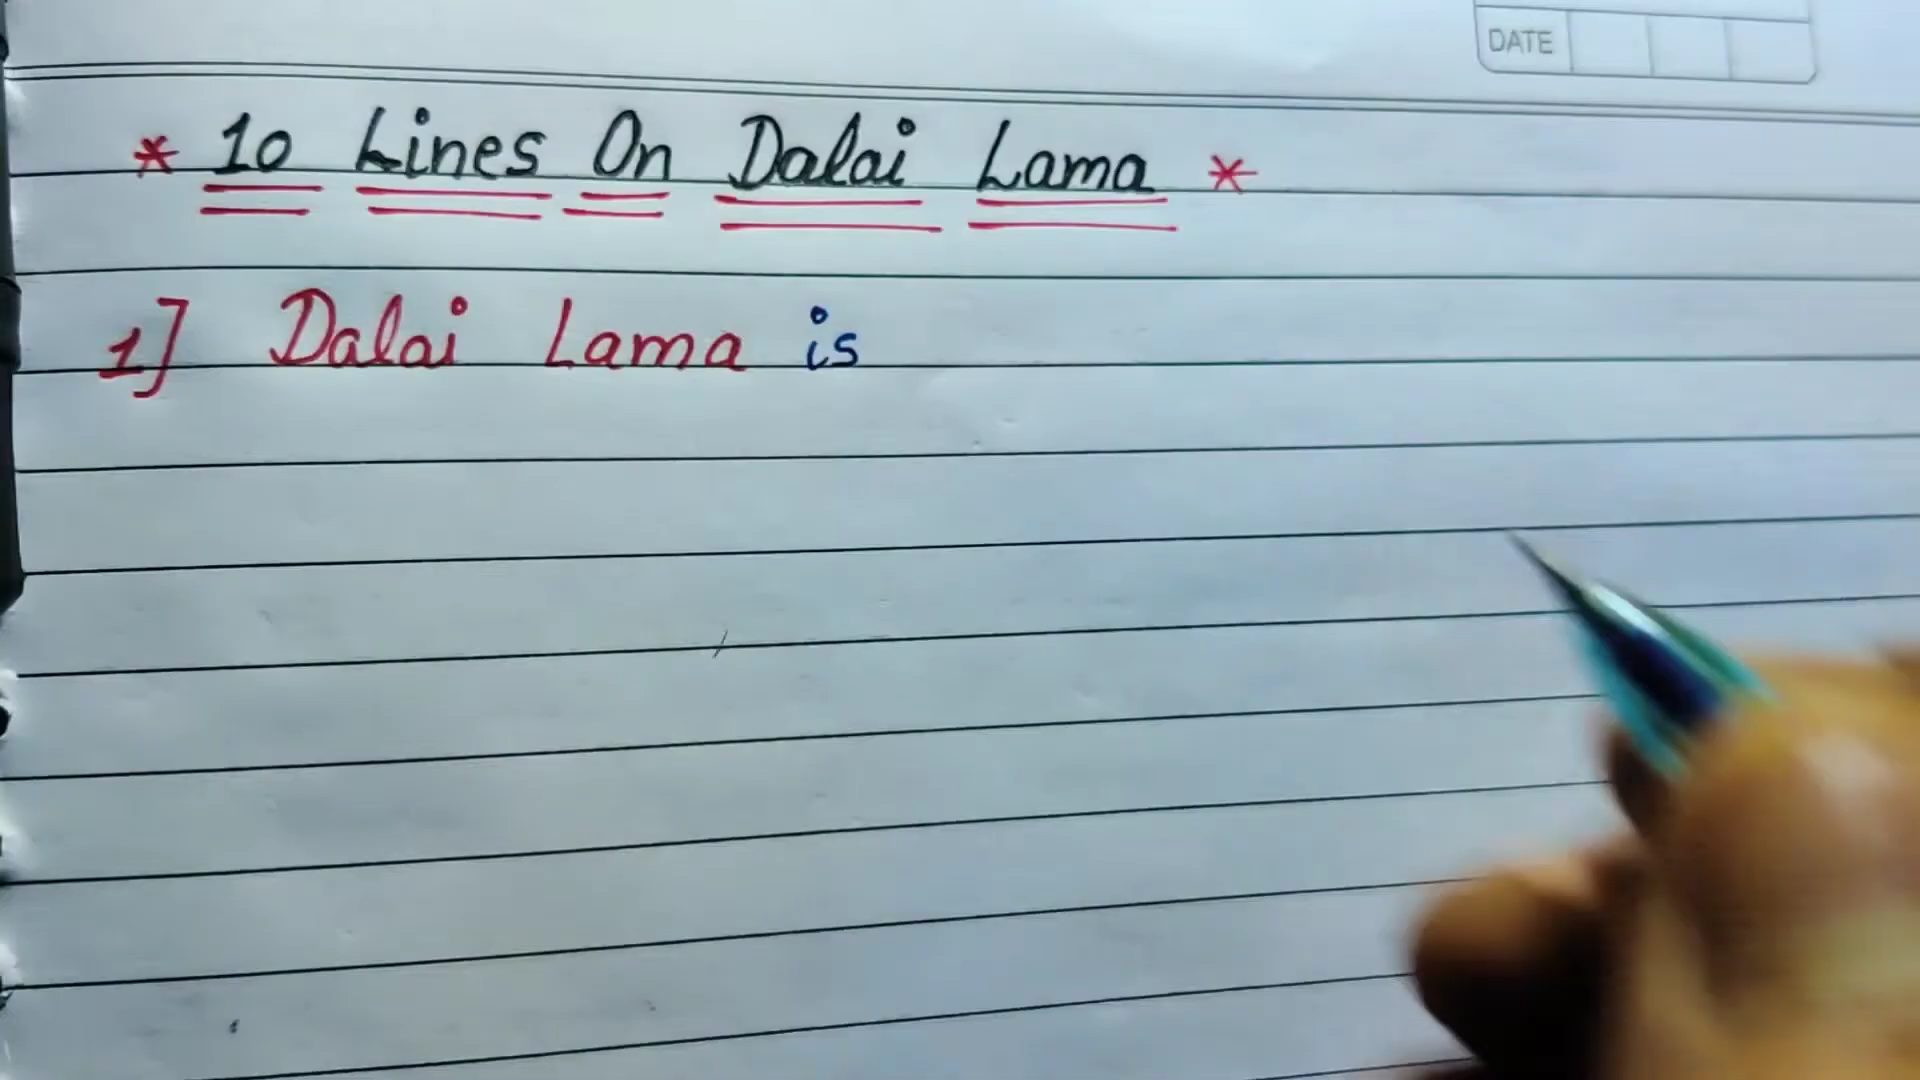 DATE
* 10 Lines On Dalai Lama *
1] Dalai Lama is